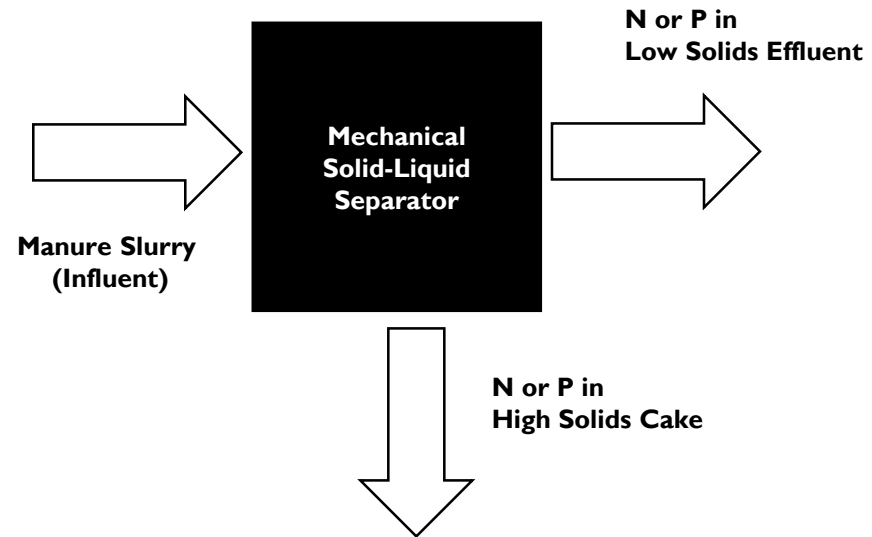 N or P in
Low Solids Effluent
Mechanical
Solid-Liquid
Separator
Manure Slurry
(Influent)
N or P in
High Solids Cake